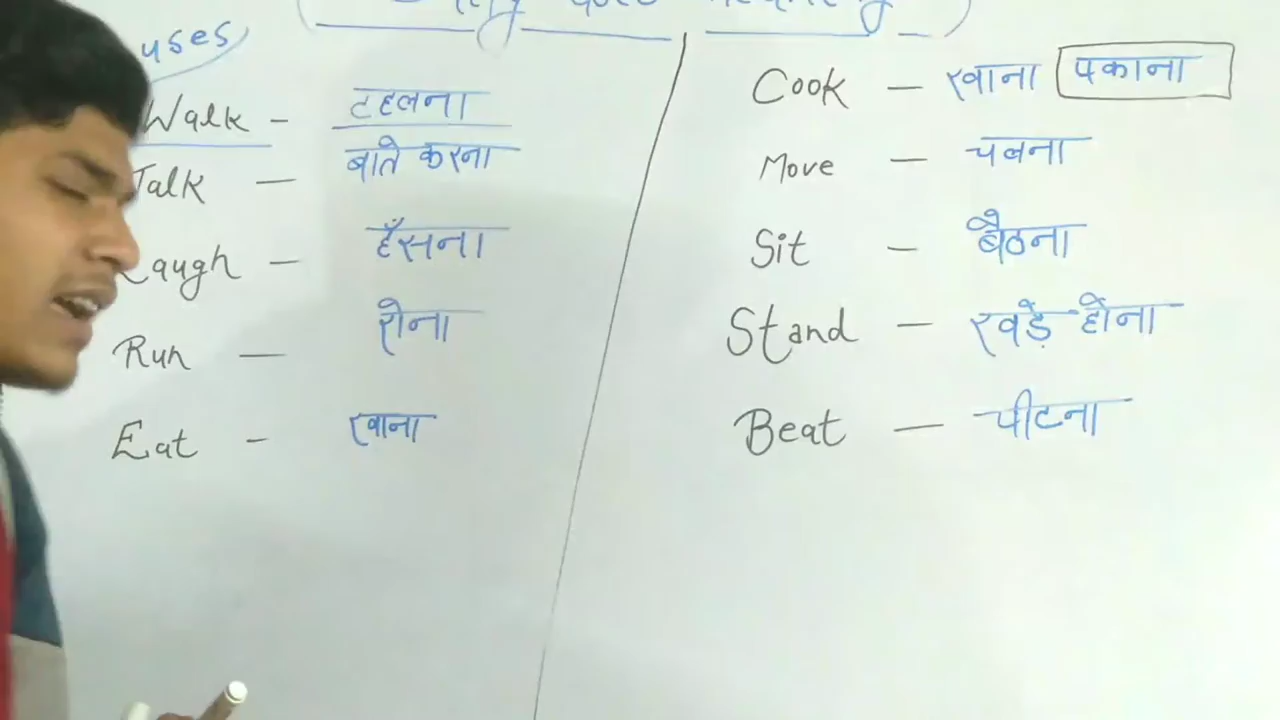 uses
Walk - टहलना
Talk — बाते करना
Laugh — हँसना
Run — रोना
Eat - खाना
Cook — खाना पकाना
Move — चलना
Sit — बैठना
Stand — खड़े होना
Beat — पीटना